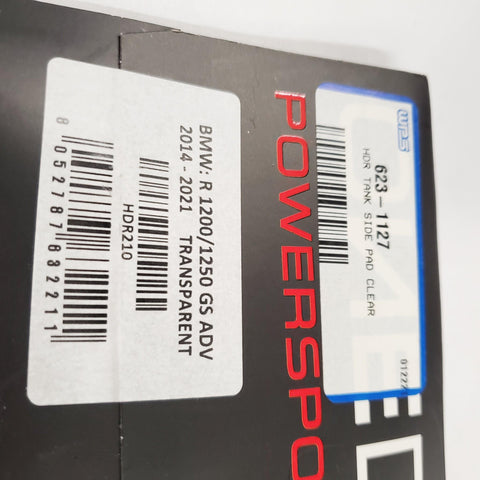 BMW: R 1200/1250 GS ADV
2014 - 2021 TRANSPARENT
HDR210
8 052787 632211
wps
623-1127
HDR TANK SIDE PAD CLEAR
POWERSPO